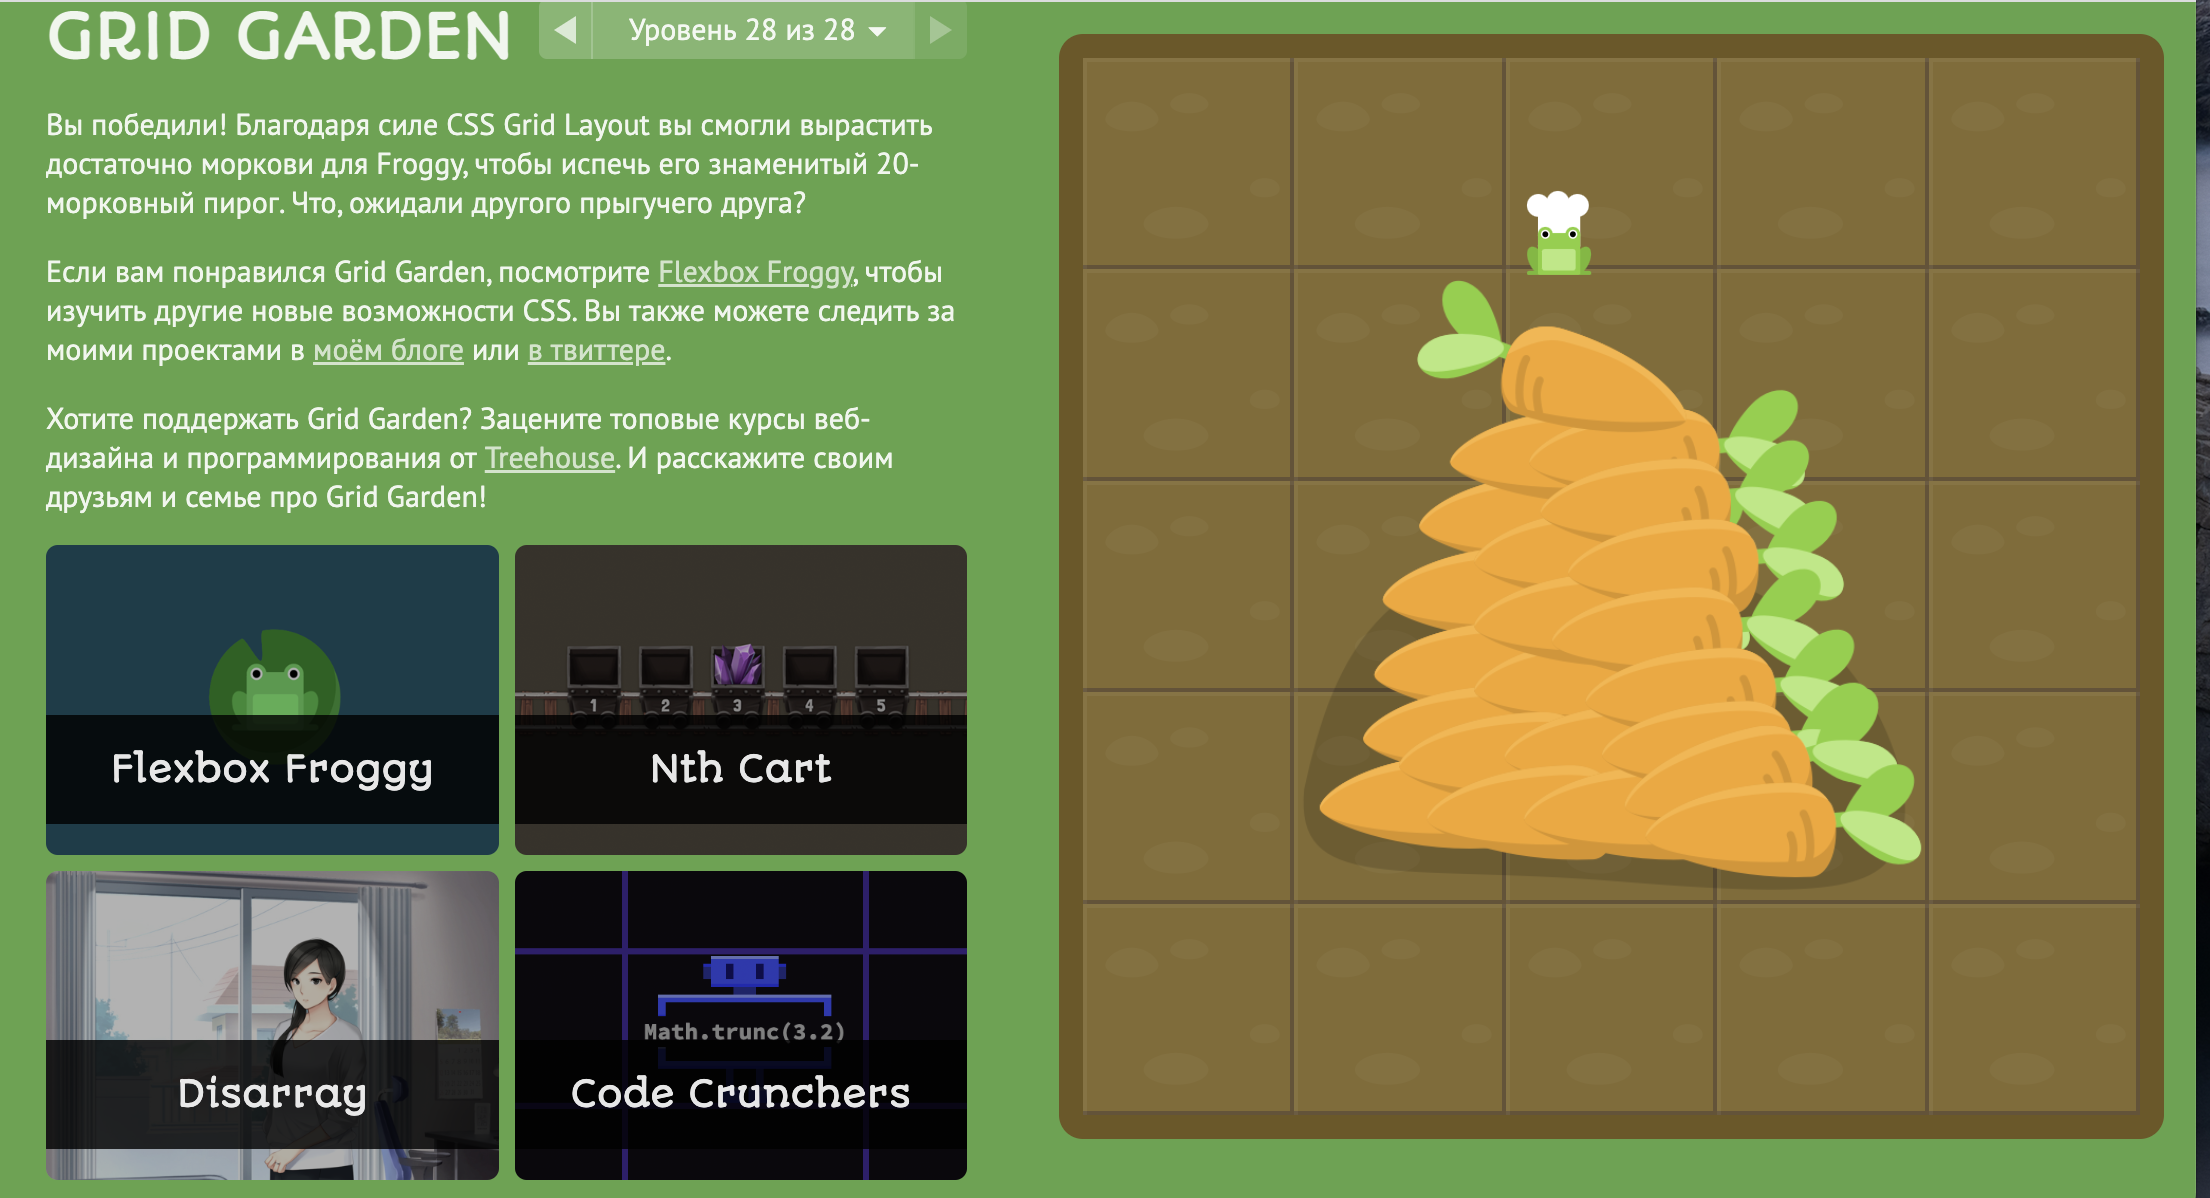 GRID GARDEN
Уровень 28 из 28
Вы победили! Благодаря силе CSS Grid Layout вы смогли вырастить
достаточно моркови для Froggy, чтобы испечь его знаменитый 20-
морковный пирог. Что, ожидали другого прыгучего друга?
Если вам понравился Grid Garden, посмотрите Flexbox Froggy, чтобы
изучить другие новые возможности CSS. Вы также можете следить за
моими проектами в моём блоге или в твиттере.
Хотите поддержать Grid Garden? Зацените топовые курсы веб-
дизайна и программирования от Treehouse. И расскажите своим
друзьям и семье про Grid Garden!
Flexbox Froggy
1 2 3 4 5
Nth Cart
Disarray
Math.trunc(3.2)
Code Crunchers